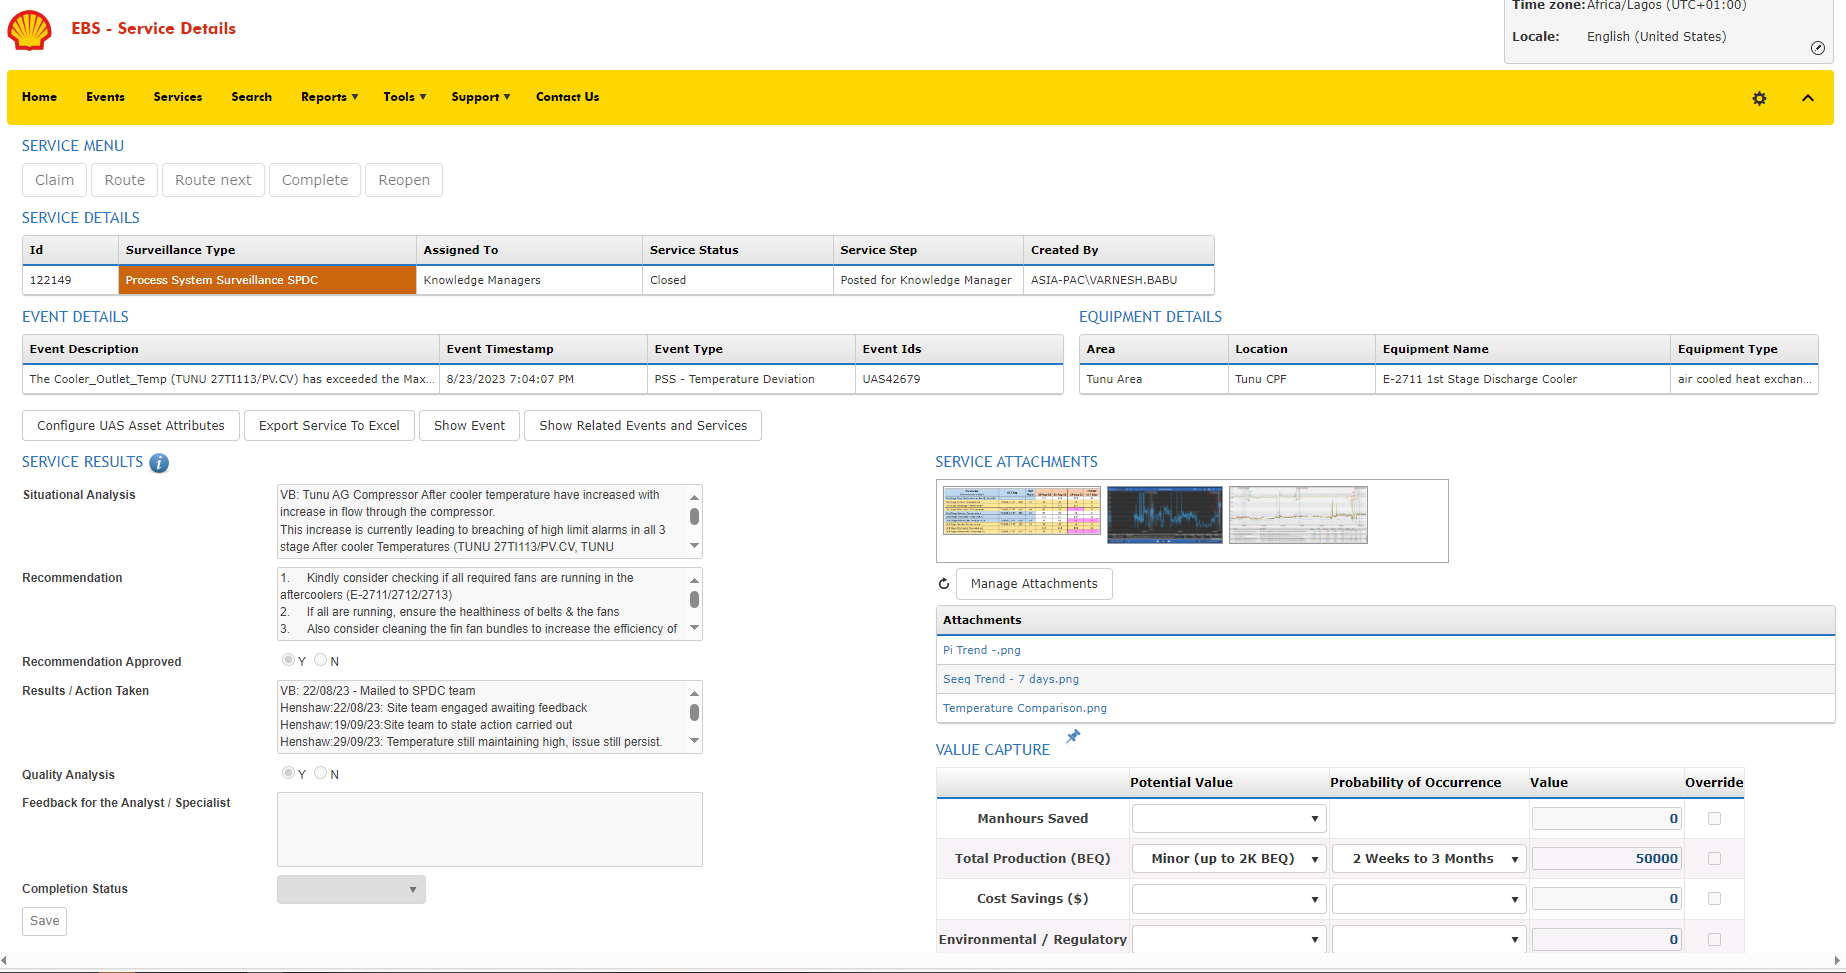 Time zone: Africa/Lagos (UTC+01:00)
EBS - Service Details
Locale: English (United States)
Home Events Services Search Reports Tools Support Contact Us
SERVICE MENU
Claim Route Route next Complete Reopen
SERVICE DETAILS
Id Surveillance Type Assigned To Service Status Service Step Created By
122149 Process System Surveillance SPDC Knowledge Managers Closed Posted for Knowledge Manager ASIA-PAC\VARNESH.BABU
EVENT DETAILS
Event Description Event Timestamp Event Type Event Ids
The Cooler_Outlet_Temp (TUNU 27TI113/PV.CV) has exceeded the Max... 8/23/2023 7:04:07 PM PSS - Temperature Deviation UAS42679
EQUIPMENT DETAILS
Area Location Equipment Name Equipment Type
Tunu Area Tunu CPF E-2711 1st Stage Discharge Cooler air cooled heat exchan...
Configure UAS Asset Attributes Export Service To Excel Show Event Show Related Events and Services
SERVICE RESULTS i
Situational Analysis
VB: Tunu AG Compressor After cooler temperature have increased with
increase in flow through the compressor.
This increase is currently leading to breaching of high limit alarms in all 3
stage After cooler Temperatures (TUNU 27TI113/PV.CV, TUNU
Recommendation
1. Kindly consider checking if all required fans are running in the
aftercoolers (E-2711/2712/2713)
2. If all are running, ensure the healthiness of belts & the fans
3. Also consider cleaning the fin fan bundles to increase the efficiency of
Recommendation Approved Y N
Results / Action Taken
VB: 22/08/23 - Mailed to SPDC team
Henshaw:22/08/23: Site team engaged awaiting feedback
Henshaw:19/09/23:Site team to state action carried out
Henshaw:29/09/23: Temperature still maintaining high, issue still persist.
Quality Analysis Y N
Feedback for the Analyst / Specialist
Completion Status
Save
SERVICE ATTACHMENTS
Manage Attachments
Attachments
Pi Trend -.png
Seeq Trend - 7 days.png
Temperature Comparison.png
VALUE CAPTURE
Potential Value Probability of Occurrence Value Override
Manhours Saved 0
Total Production (BEQ) Minor (up to 2K BEQ) 2 Weeks to 3 Months 50000
Cost Savings ($) 0
Environmental / Regulatory 0